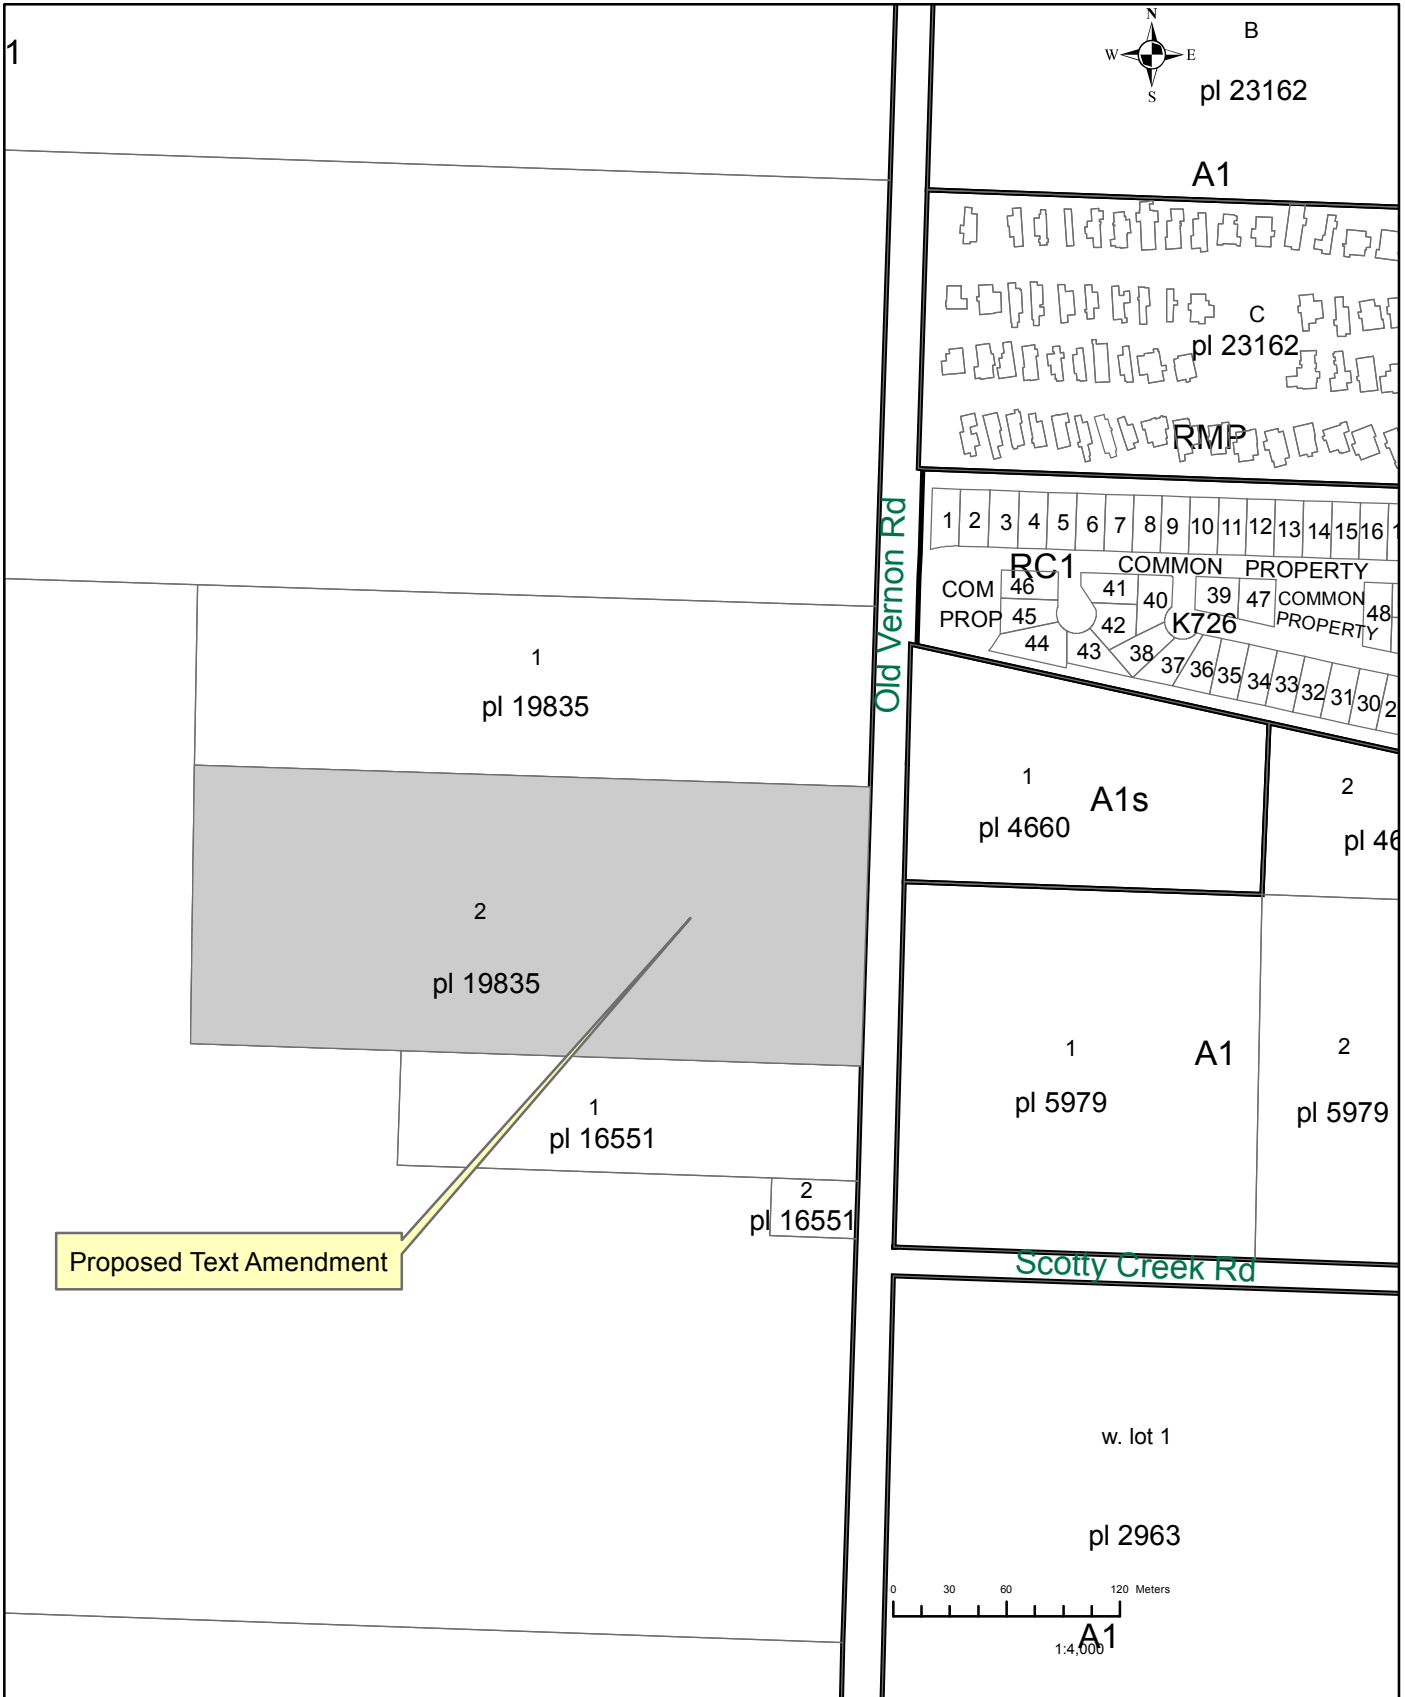 1
N
W E
S
B
pl 23162
A1
C
pl 23162
RMP
Old Vernon Rd
1 2 3 4 5 6 7 8 9 10 11 12 13 14 15 16
RC1
COMMON PROPERTY
COM
PROP
46
45
44
41
42
43
40
39
47
COMMON
PROPERTY
48
K726
38 37 36 35 34 33 32 31 30
1
pl 19835
1
pl 4660
A1s
2
pl 46
2
pl 19835
1
pl 5979
A1
2
pl 5979
1
pl 16551
2
pl 16551
Proposed Text Amendment
Scotty Creek Rd
w. lot 1
pl 2963
0 30 60 120 Meters
1:4,000
A1